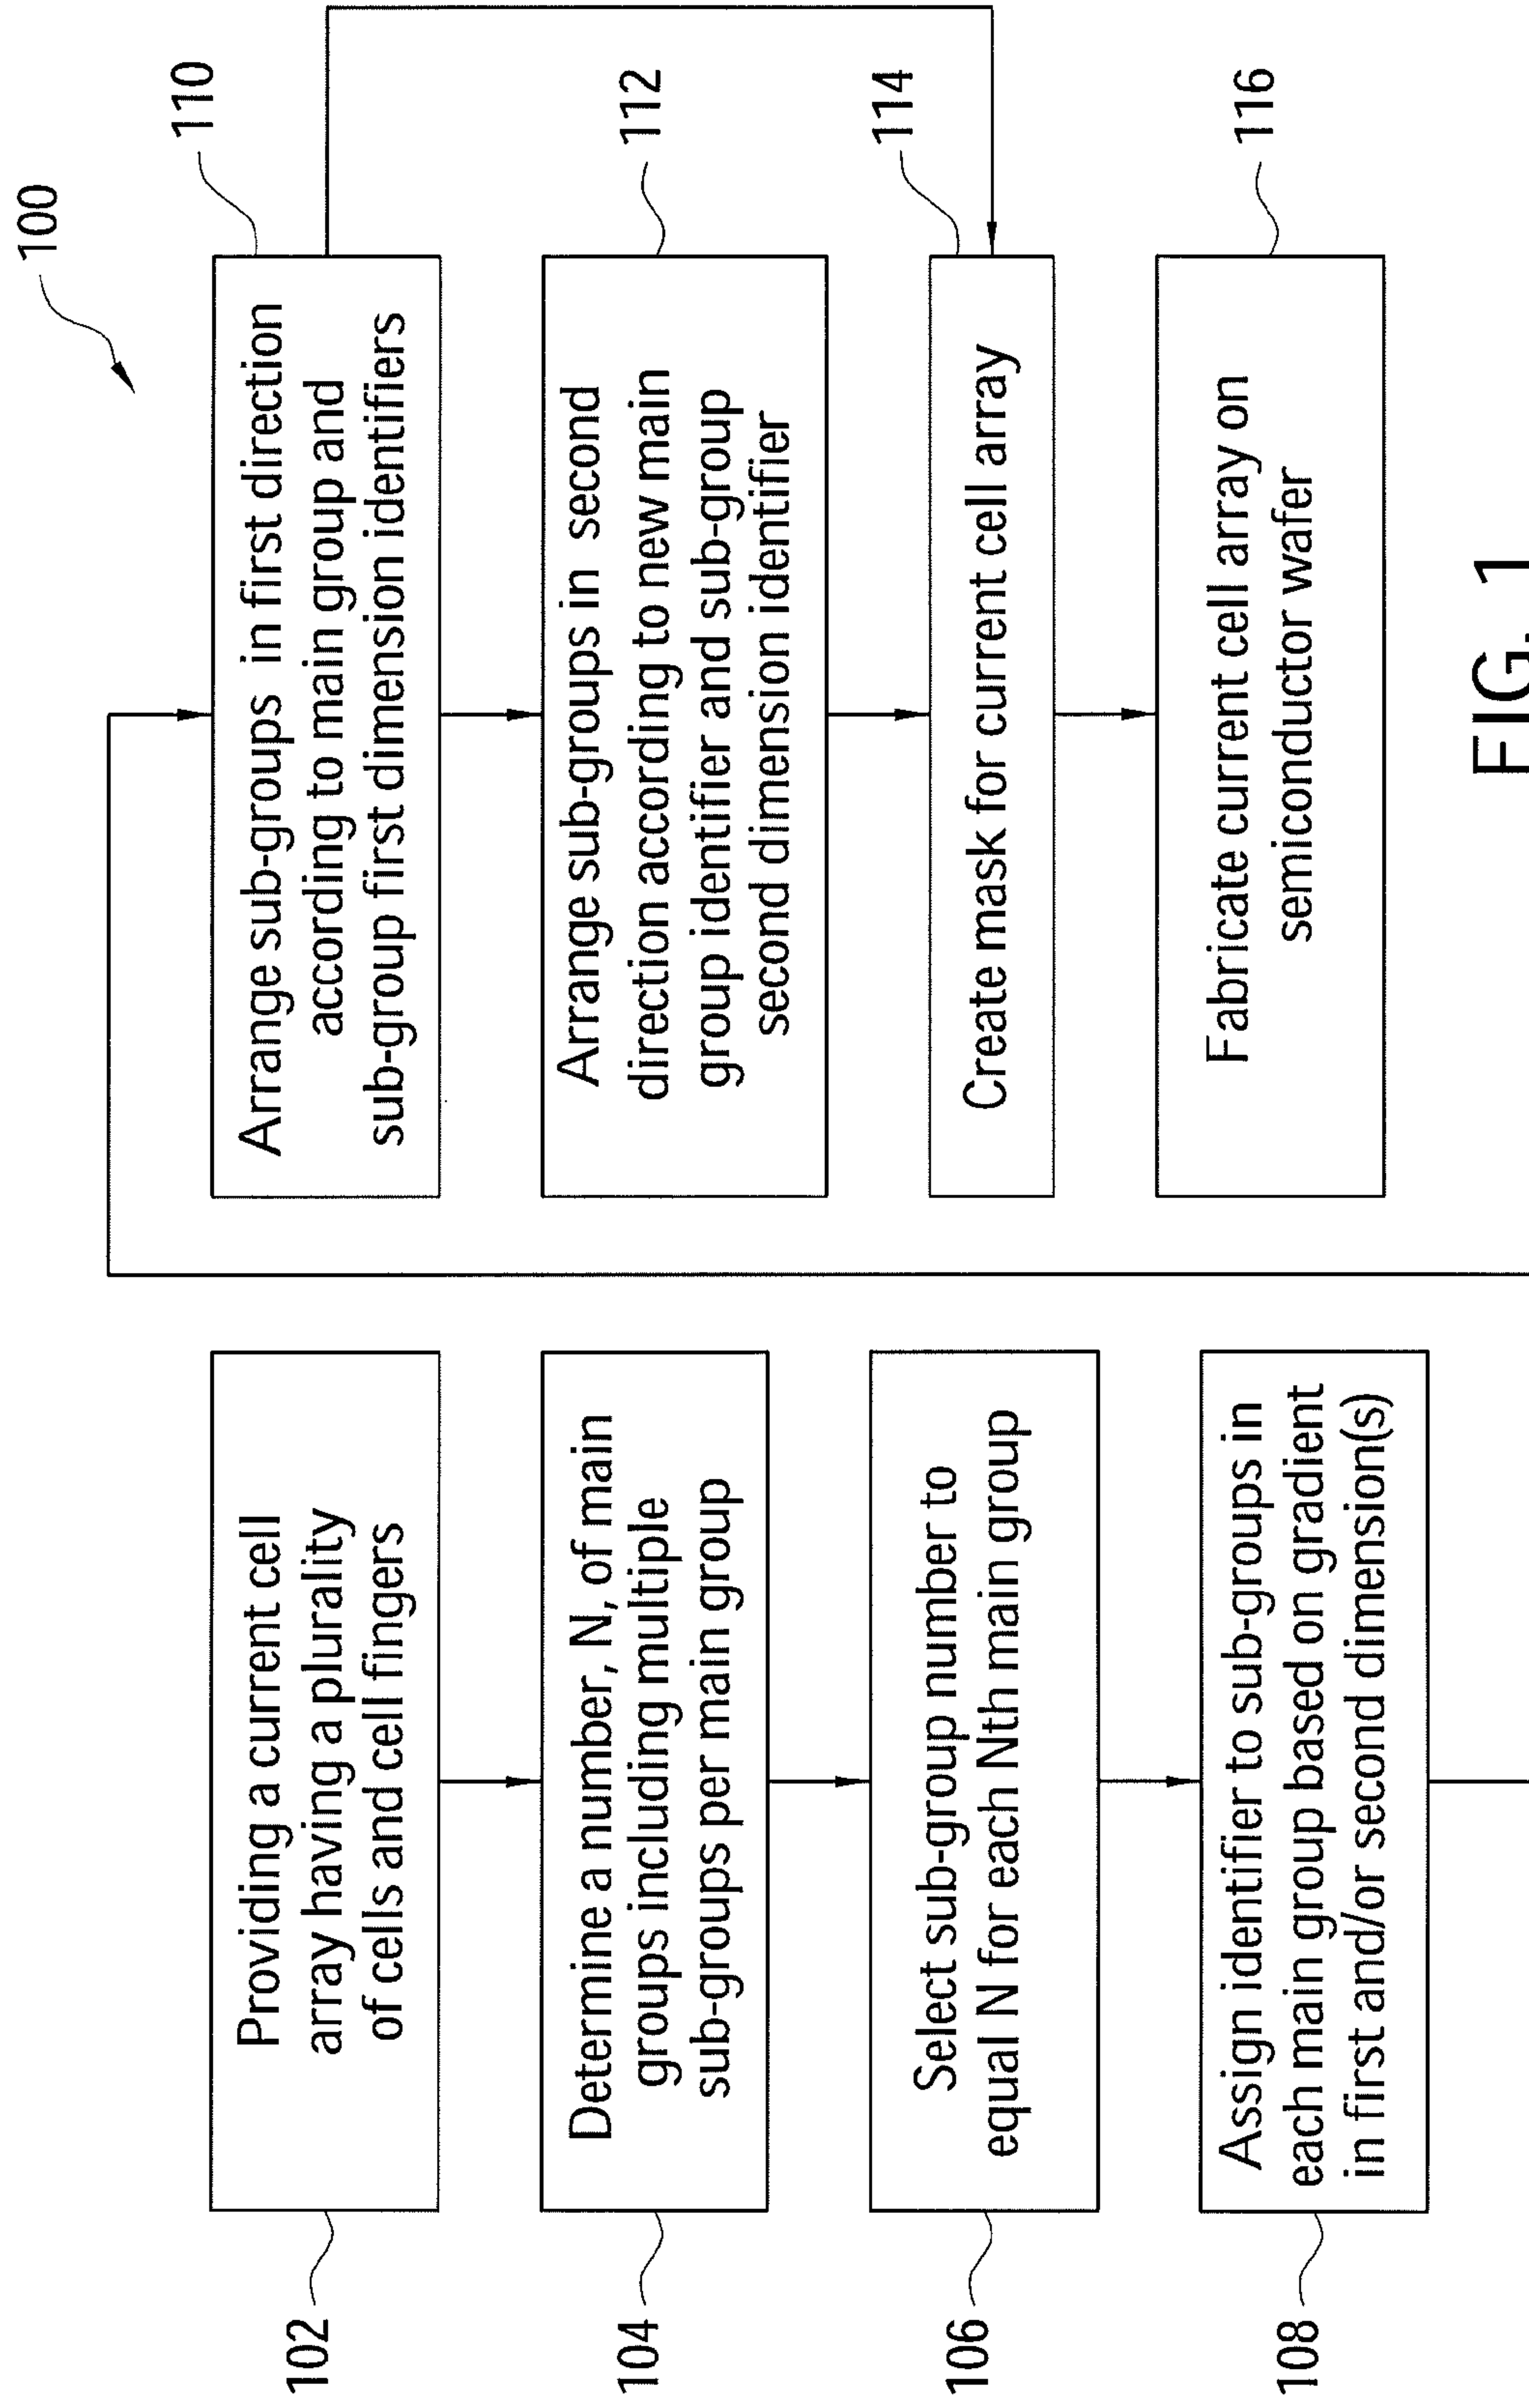 100
102
Providing a current cell
array having a plurality
of cells and cell fingers
104
Determine a number, N, of main
groups including multiple
sub-groups per main group
106
Select sub-group number to
equal N for each Nth main group
108
Assign identifier to sub-groups in
each main group based on gradient
in first and/or second dimension(s)
110
Arrange sub-groups in first direction
according to main group and
sub-group first dimension identifiers
112
Arrange sub-groups in second
direction according to new main
group identifier and sub-group
second dimension identifier
114
Create mask for current cell array
116
Fabricate current cell array on
semiconductor wafer
FIG. 1